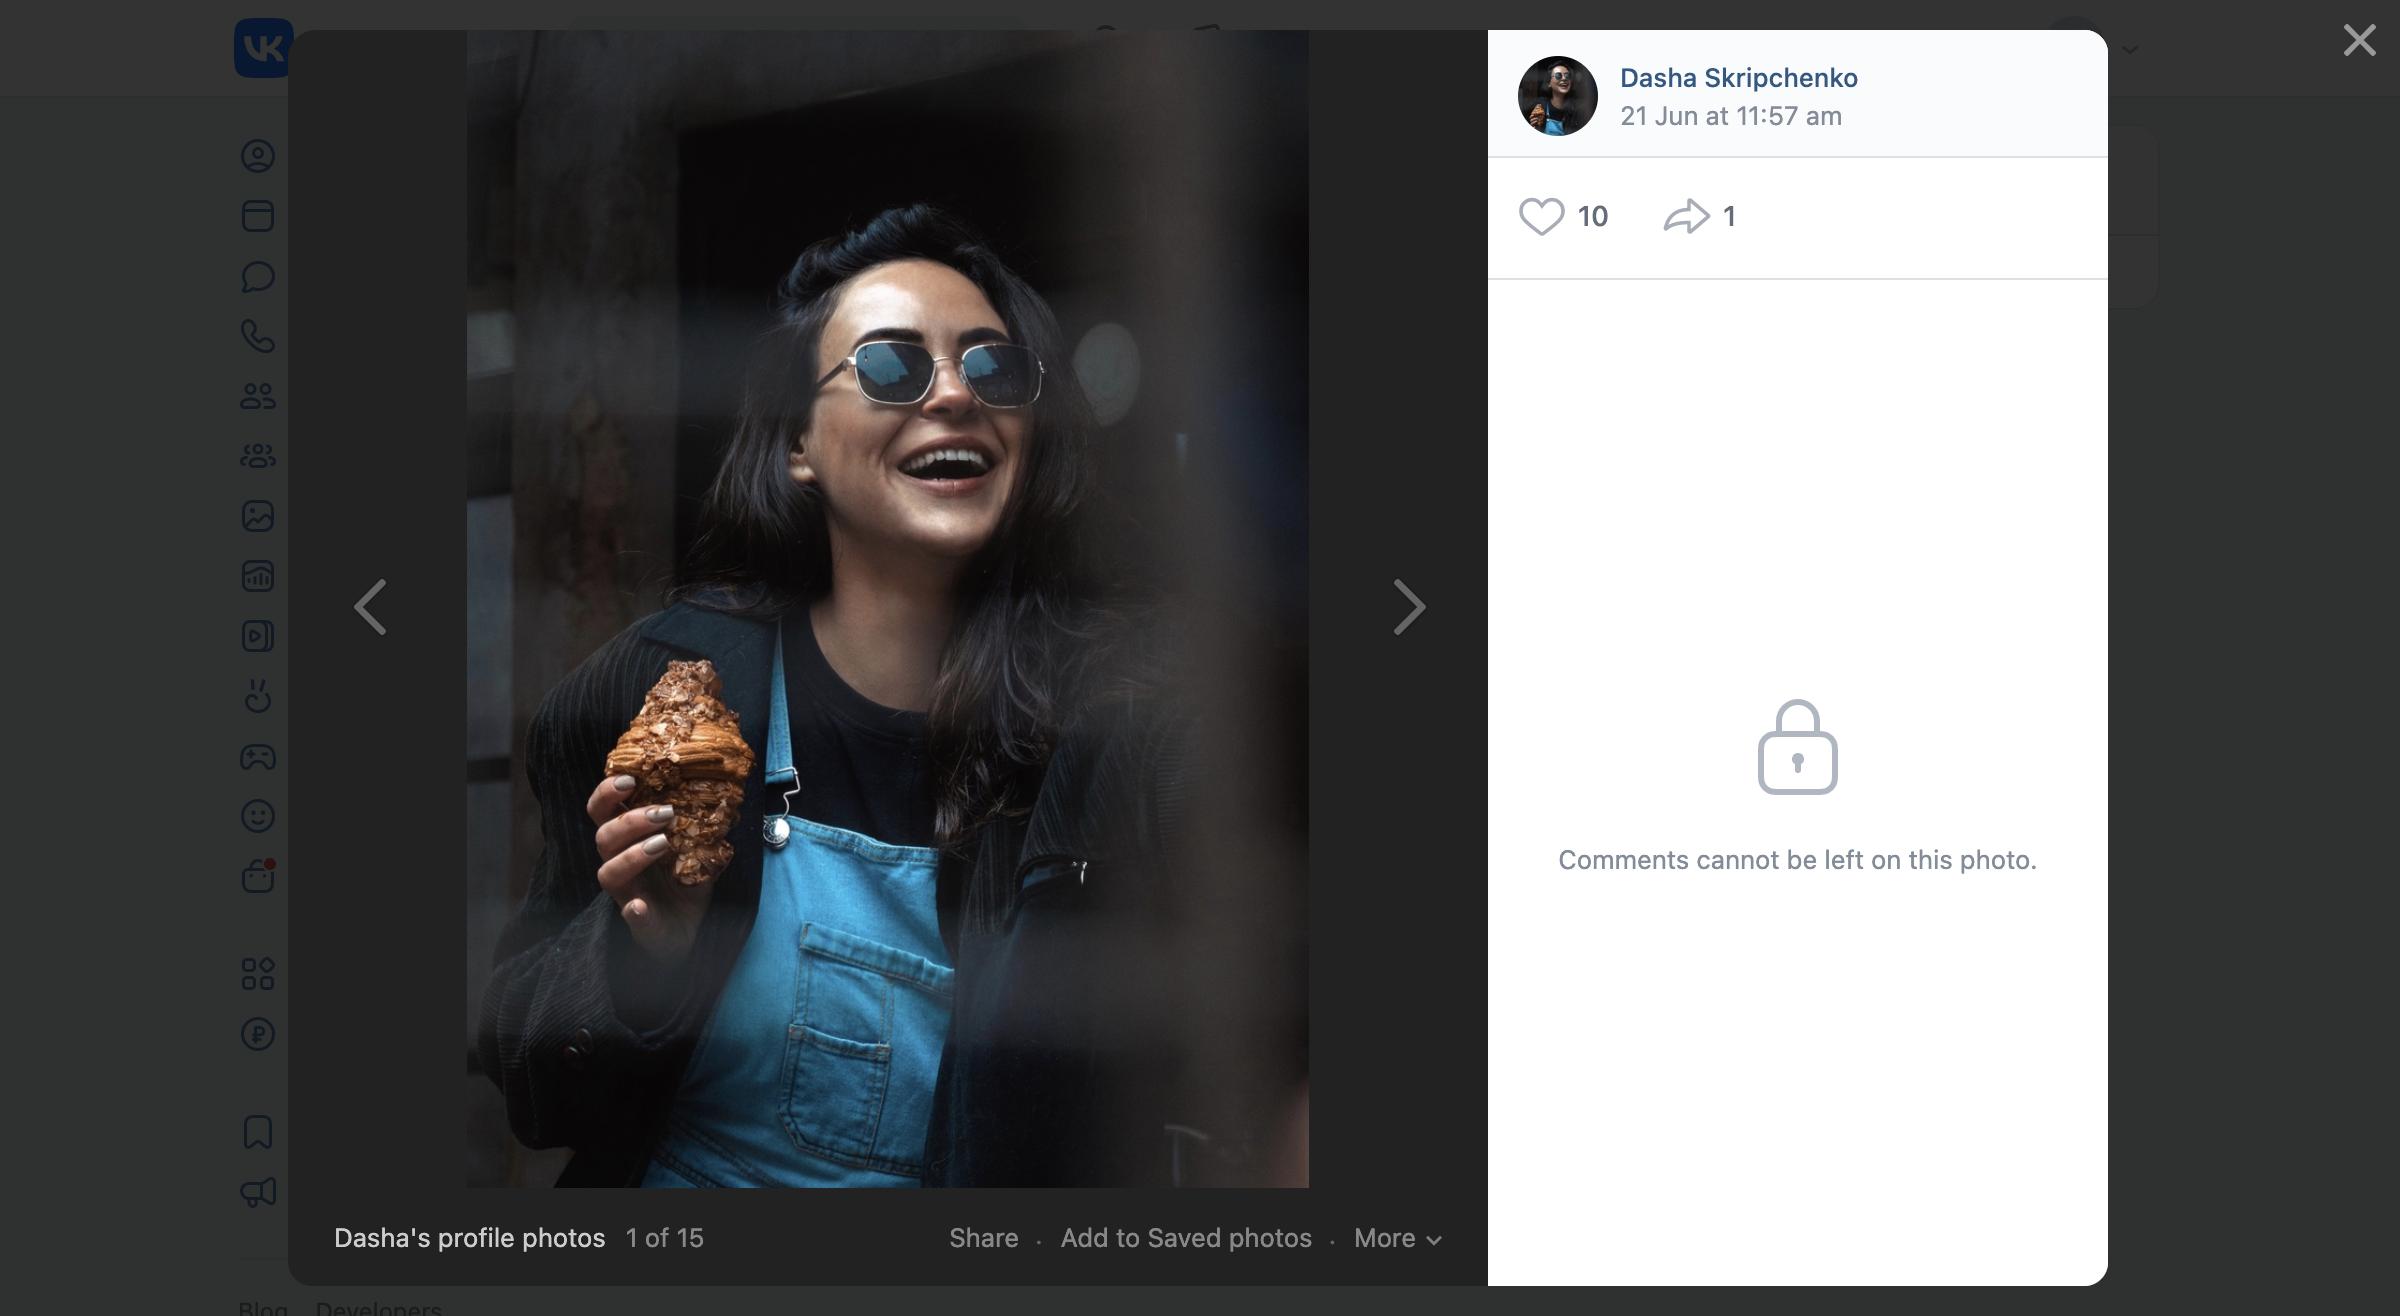 VK
Dasha Skripchenko
21 Jun at 11:57 am
10
1
Comments cannot be left on this photo.
Dasha's profile photos 1 of 15
Share · Add to Saved photos · More
Blog Developers